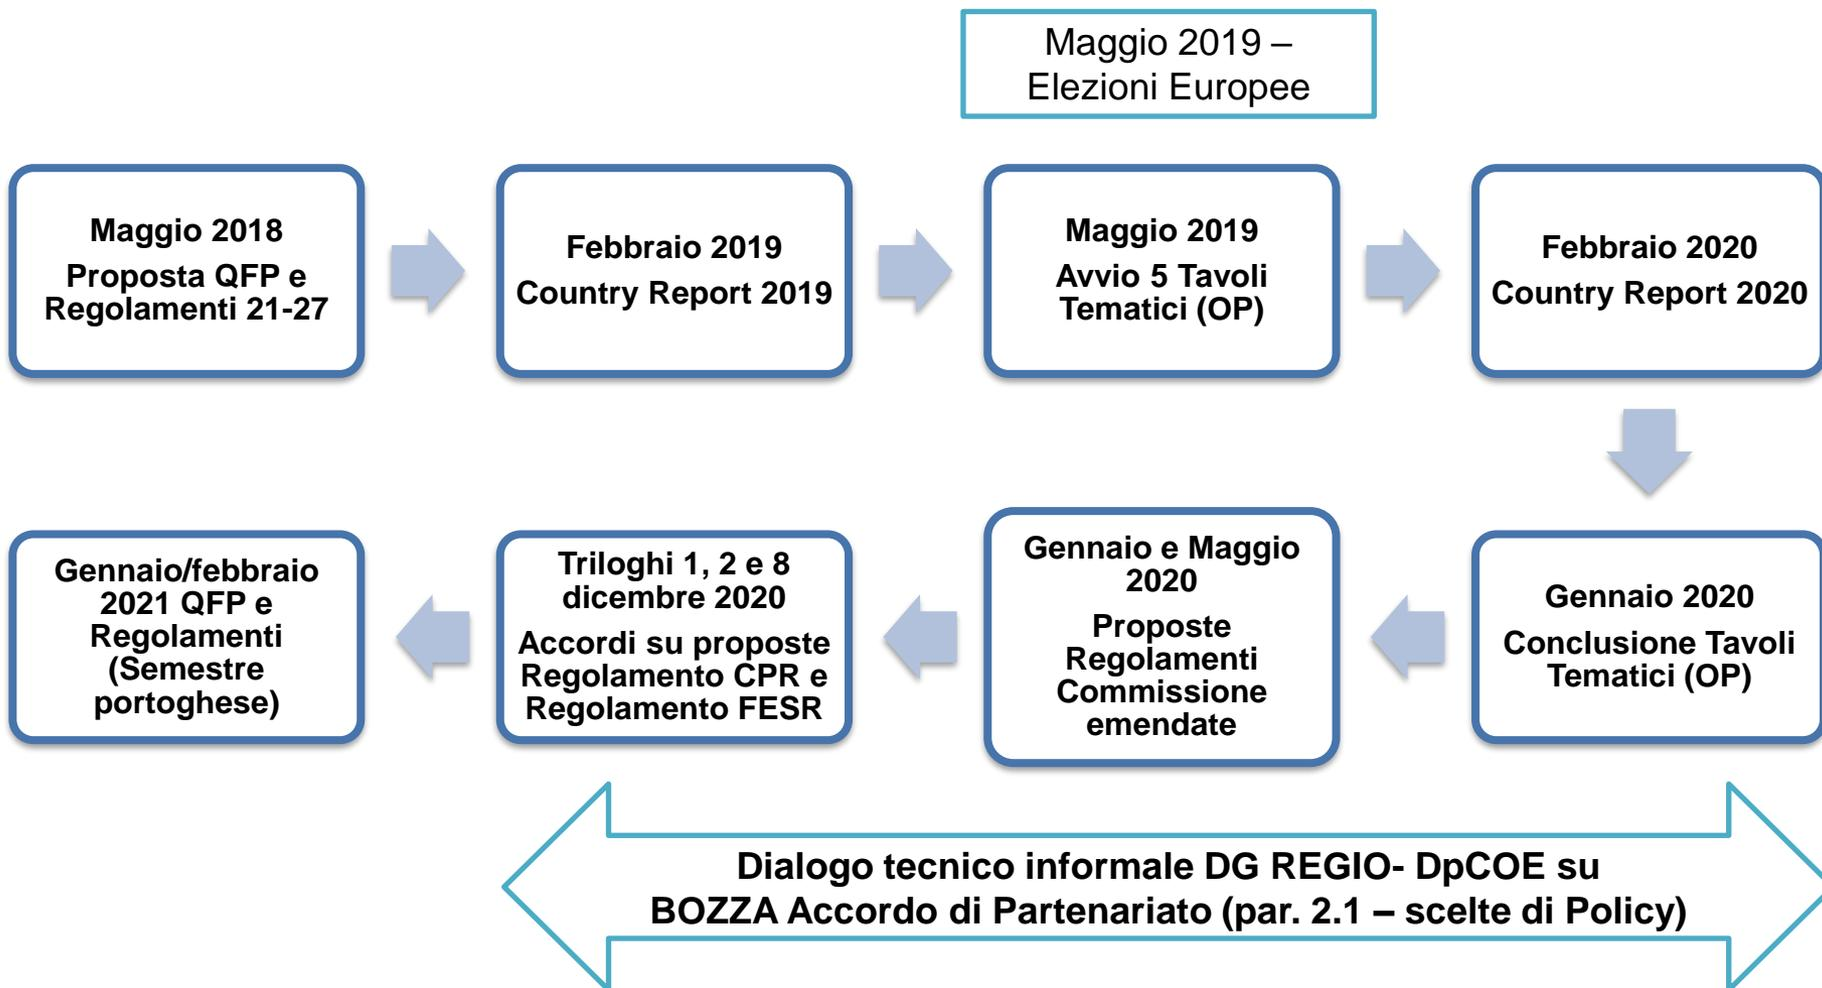 Maggio 2019 –
Elezioni Europee
Maggio 2018
Proposta QFP e
Regolamenti 21-27
Febbraio 2019
Country Report 2019
Maggio 2019
Avvio 5 Tavoli
Tematici (OP)
Febbraio 2020
Country Report 2020
Gennaio 2020
Conclusione Tavoli
Tematici (OP)
Gennaio e Maggio
2020
Proposte
Regolamenti
Commissione
emendate
Triloghi 1, 2 e 8
dicembre 2020
Accordi su proposte
Regolamento CPR e
Regolamento FESR
Gennaio/febbraio
2021 QFP e
Regolamenti
(Semestre
portoghese)
Dialogo tecnico informale DG REGIO- DpCOE su
BOZZA Accordo di Partenariato (par. 2.1 – scelte di Policy)